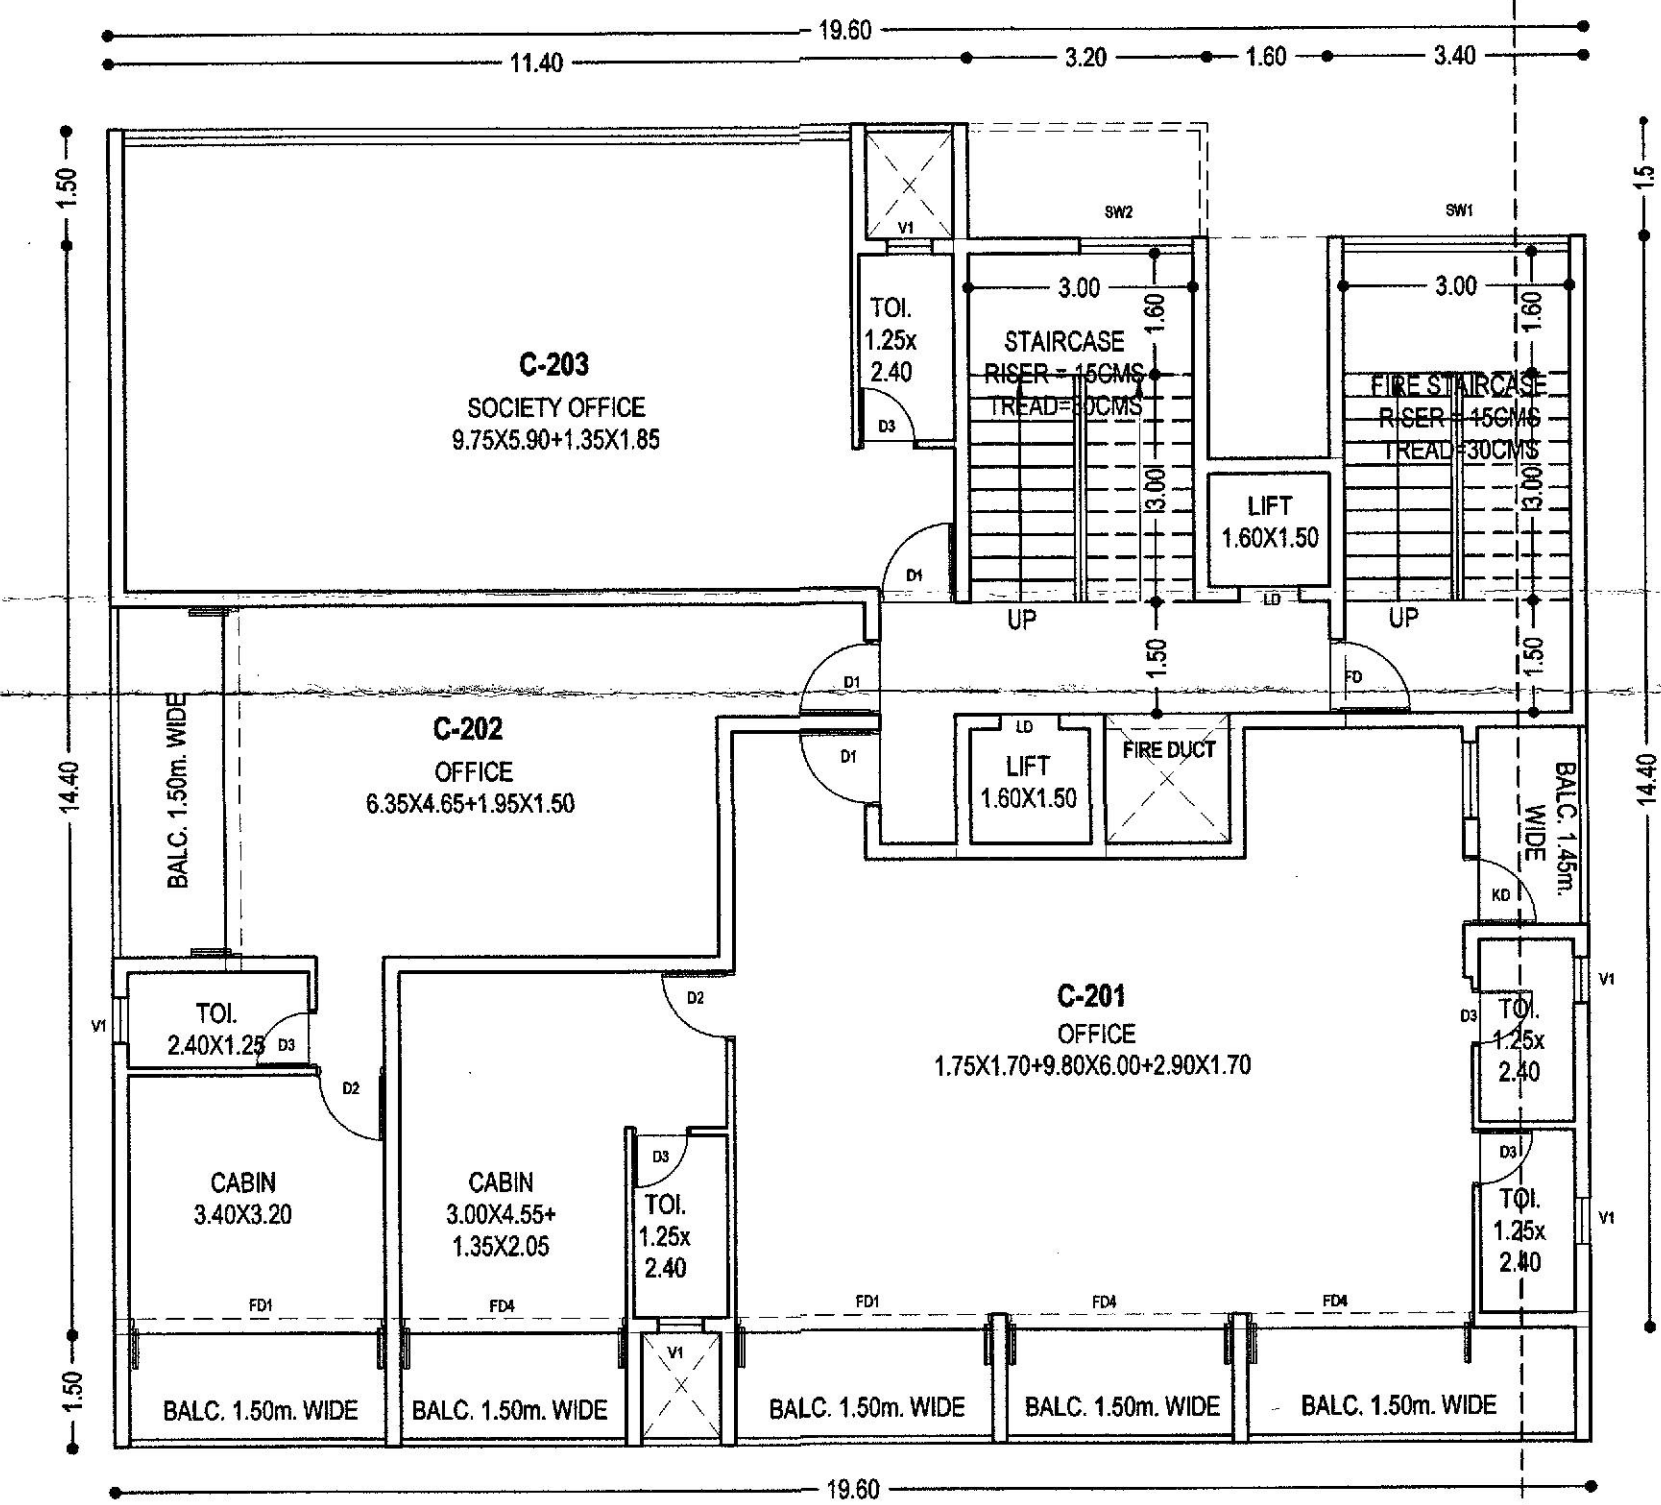 19.60
11.40
3.20
1.60
3.40
1.50
1.5
SW2
SW1
V1
3.00
3.00
1.60
1.60
TOI.
1.25x
2.40
STAIRCASE
RISER = 15CMS
TREAD=30CMS
FIRE STAIRCASE
RISER = 15CMS
TREAD=30CMS
C-203
SOCIETY OFFICE
9.75X5.90+1.35X1.85
D3
3.00
3.00
LIFT
1.60X1.50
D1
LD
UP
UP
1.50
1.50
D1
FD
BALC. 1.50m. WIDE
C-202
OFFICE
6.35X4.65+1.95X1.50
D1
LD
LIFT
1.60X1.50
FIRE DUCT
BALC. 1.45m.
WIDE
14.40
14.40
KD
C-201
OFFICE
1.75X1.70+9.80X6.00+2.90X1.70
V1
TOI.
2.40X1.25
D3
D2
D2
D3
TOI.
1.25x
2.40
V1
CABIN
3.40X3.20
CABIN
3.00X4.55+
1.35X2.05
D3
TOI.
1.25x
2.40
D3
TOI.
1.25x
2.40
V1
FD1
FD4
FD1
FD4
FD4
V1
1.50
BALC. 1.50m. WIDE
BALC. 1.50m. WIDE
BALC. 1.50m. WIDE
BALC. 1.50m. WIDE
BALC. 1.50m. WIDE
19.60